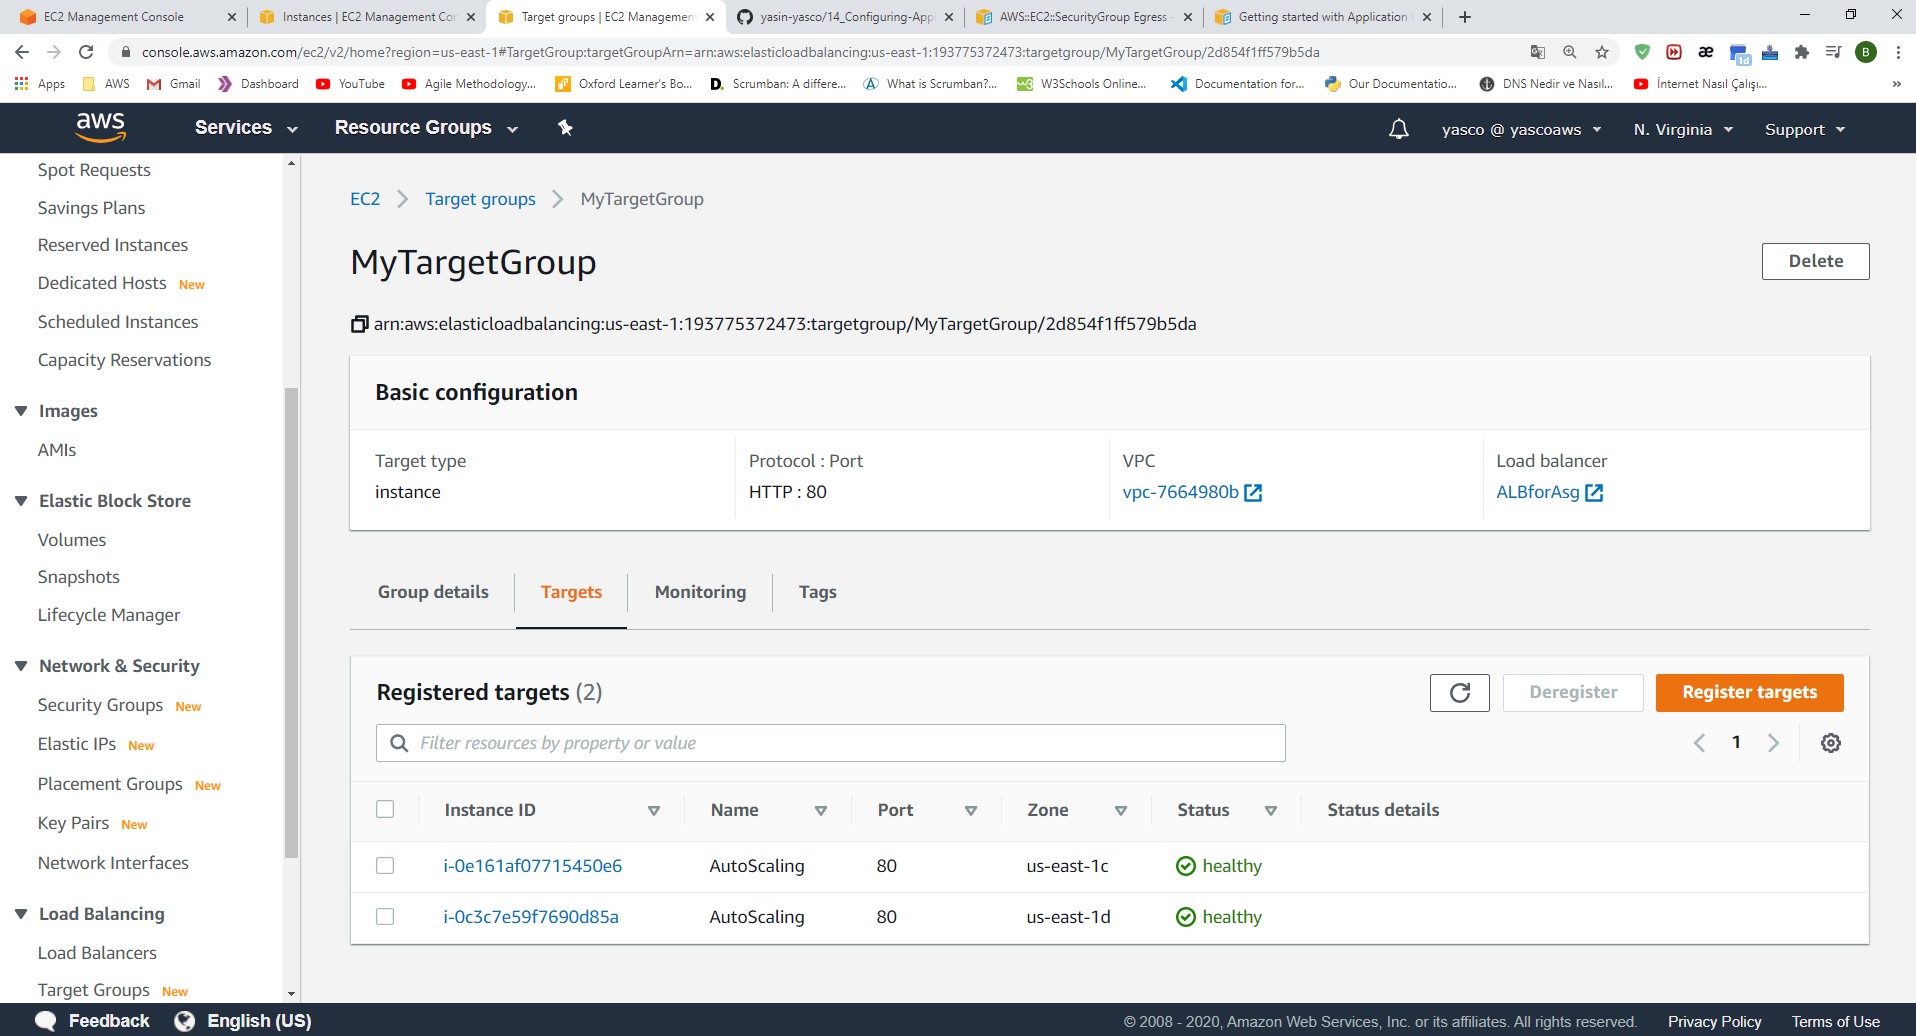 EC2 Management Console
Instances | EC2 Management Con
Target groups | EC2 Management
yasin-yasco/14_Configuring-Appl
AWS::EC2::SecurityGroup Egress
Getting started with Application
console.aws.amazon.com/ec2/v2/home?region=us-east-1#TargetGroup:targetGroupArn=arn:aws:elasticloadbalancing:us-east-1:193775372473:targetgroup/MyTargetGroup/2d854f1ff579b5da
1d
B
Apps AWS Gmail Dashboard YouTube Agile Methodology... Oxford Learner's Bo... Scrumban: A differe... What is Scrumban?... W3Schools Online... Documentation for... Our Documentatio... DNS Nedir ve Nasıl... İnternet Nasıl Çalışı... »
aws Services Resource Groups yasco @ yascoaws N. Virginia Support
Spot Requests
Savings Plans
Reserved Instances
Dedicated Hosts New
Scheduled Instances
Capacity Reservations
Images
AMIs
Elastic Block Store
Volumes
Snapshots
Lifecycle Manager
Network & Security
Security Groups New
Elastic IPs New
Placement Groups New
Key Pairs New
Network Interfaces
Load Balancing
Load Balancers
Target Groups New
EC2 > Target groups > MyTargetGroup
MyTargetGroup
Delete
arn:aws:elasticloadbalancing:us-east-1:193775372473:targetgroup/MyTargetGroup/2d854f1ff579b5da
Basic configuration
Target type
instance
Protocol : Port
HTTP : 80
VPC
vpc-7664980b
Load balancer
ALBforAsg
Group details Targets Monitoring Tags
Registered targets (2)
Deregister
Register targets
Filter resources by property or value
1
Instance ID Name Port Zone Status Status details
i-0e161af07715450e6 AutoScaling 80 us-east-1c healthy
i-0c3c7e59f7690d85a AutoScaling 80 us-east-1d healthy
Feedback English (US) © 2008 - 2020, Amazon Web Services, Inc. or its affiliates. All rights reserved. Privacy Policy Terms of Use